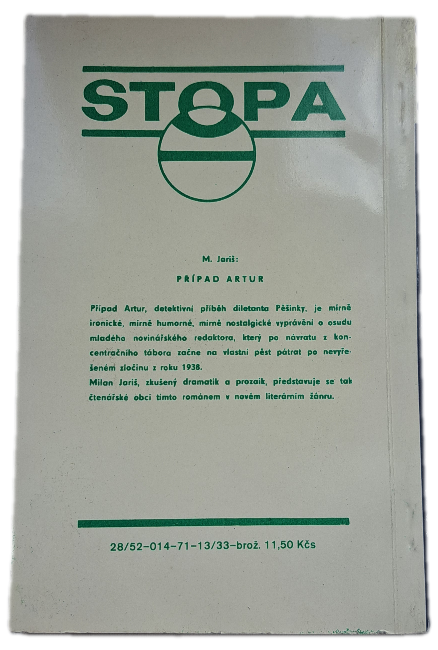 STOPA
M. Jariš:
PŘÍPAD ARTUR
Případ Artur, detektivní příběh diletanta Pěšinky, je mírně
ironické, mírně humorné, mírně nostalgické vyprávění o osudu
mladého novinářského redaktora, který po návratu z kon-
centračního tábora začne na vlastní pěst pátrat po nevyře-
šeném zločinu z roku 1938.
Milan Jariš, zkušený dramatik a prozaik, představuje se tak
čtenářské obci tímto románem v novém literárním žánru.
28/52–014–71–13/33–brož. 11,50 Kčs